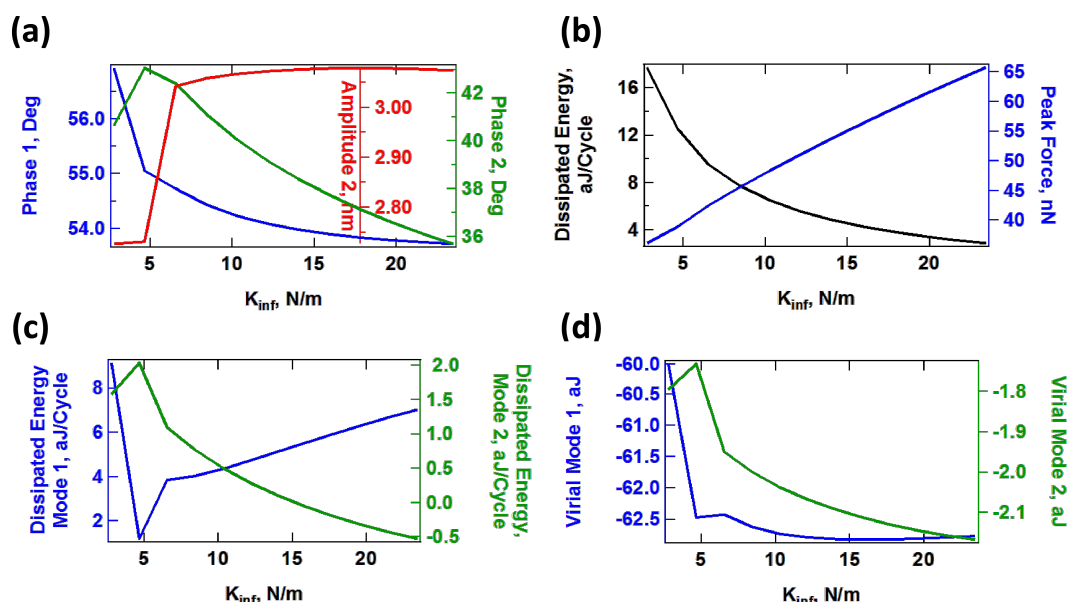 (a)
Phase 1, Deg
56.0
55.0
54.0
5
10
15
20
K_inf, N/m
Amplitude 2, nm
3.00
2.90
2.80
Phase 2, Deg
42
40
38
36
(b)
Dissipated Energy,
aJ/Cycle
16
12
8
4
5
10
15
20
K_inf, N/m
Peak Force, nN
65
60
55
50
45
40
(c)
Dissipated Energy
Mode 1, aJ/Cycle
8
6
4
2
5
10
15
20
K_inf, N/m
Dissipated Energy,
Mode 2, aJ/Cycle
2.0
1.5
1.0
0.5
0.0
-0.5
(d)
Virial Mode 1, aJ
-60.0
-60.5
-61.0
-61.5
-62.0
-62.5
5
10
15
20
K_inf, N/m
Virial Mode 2, aJ
-1.8
-1.9
-2.0
-2.1